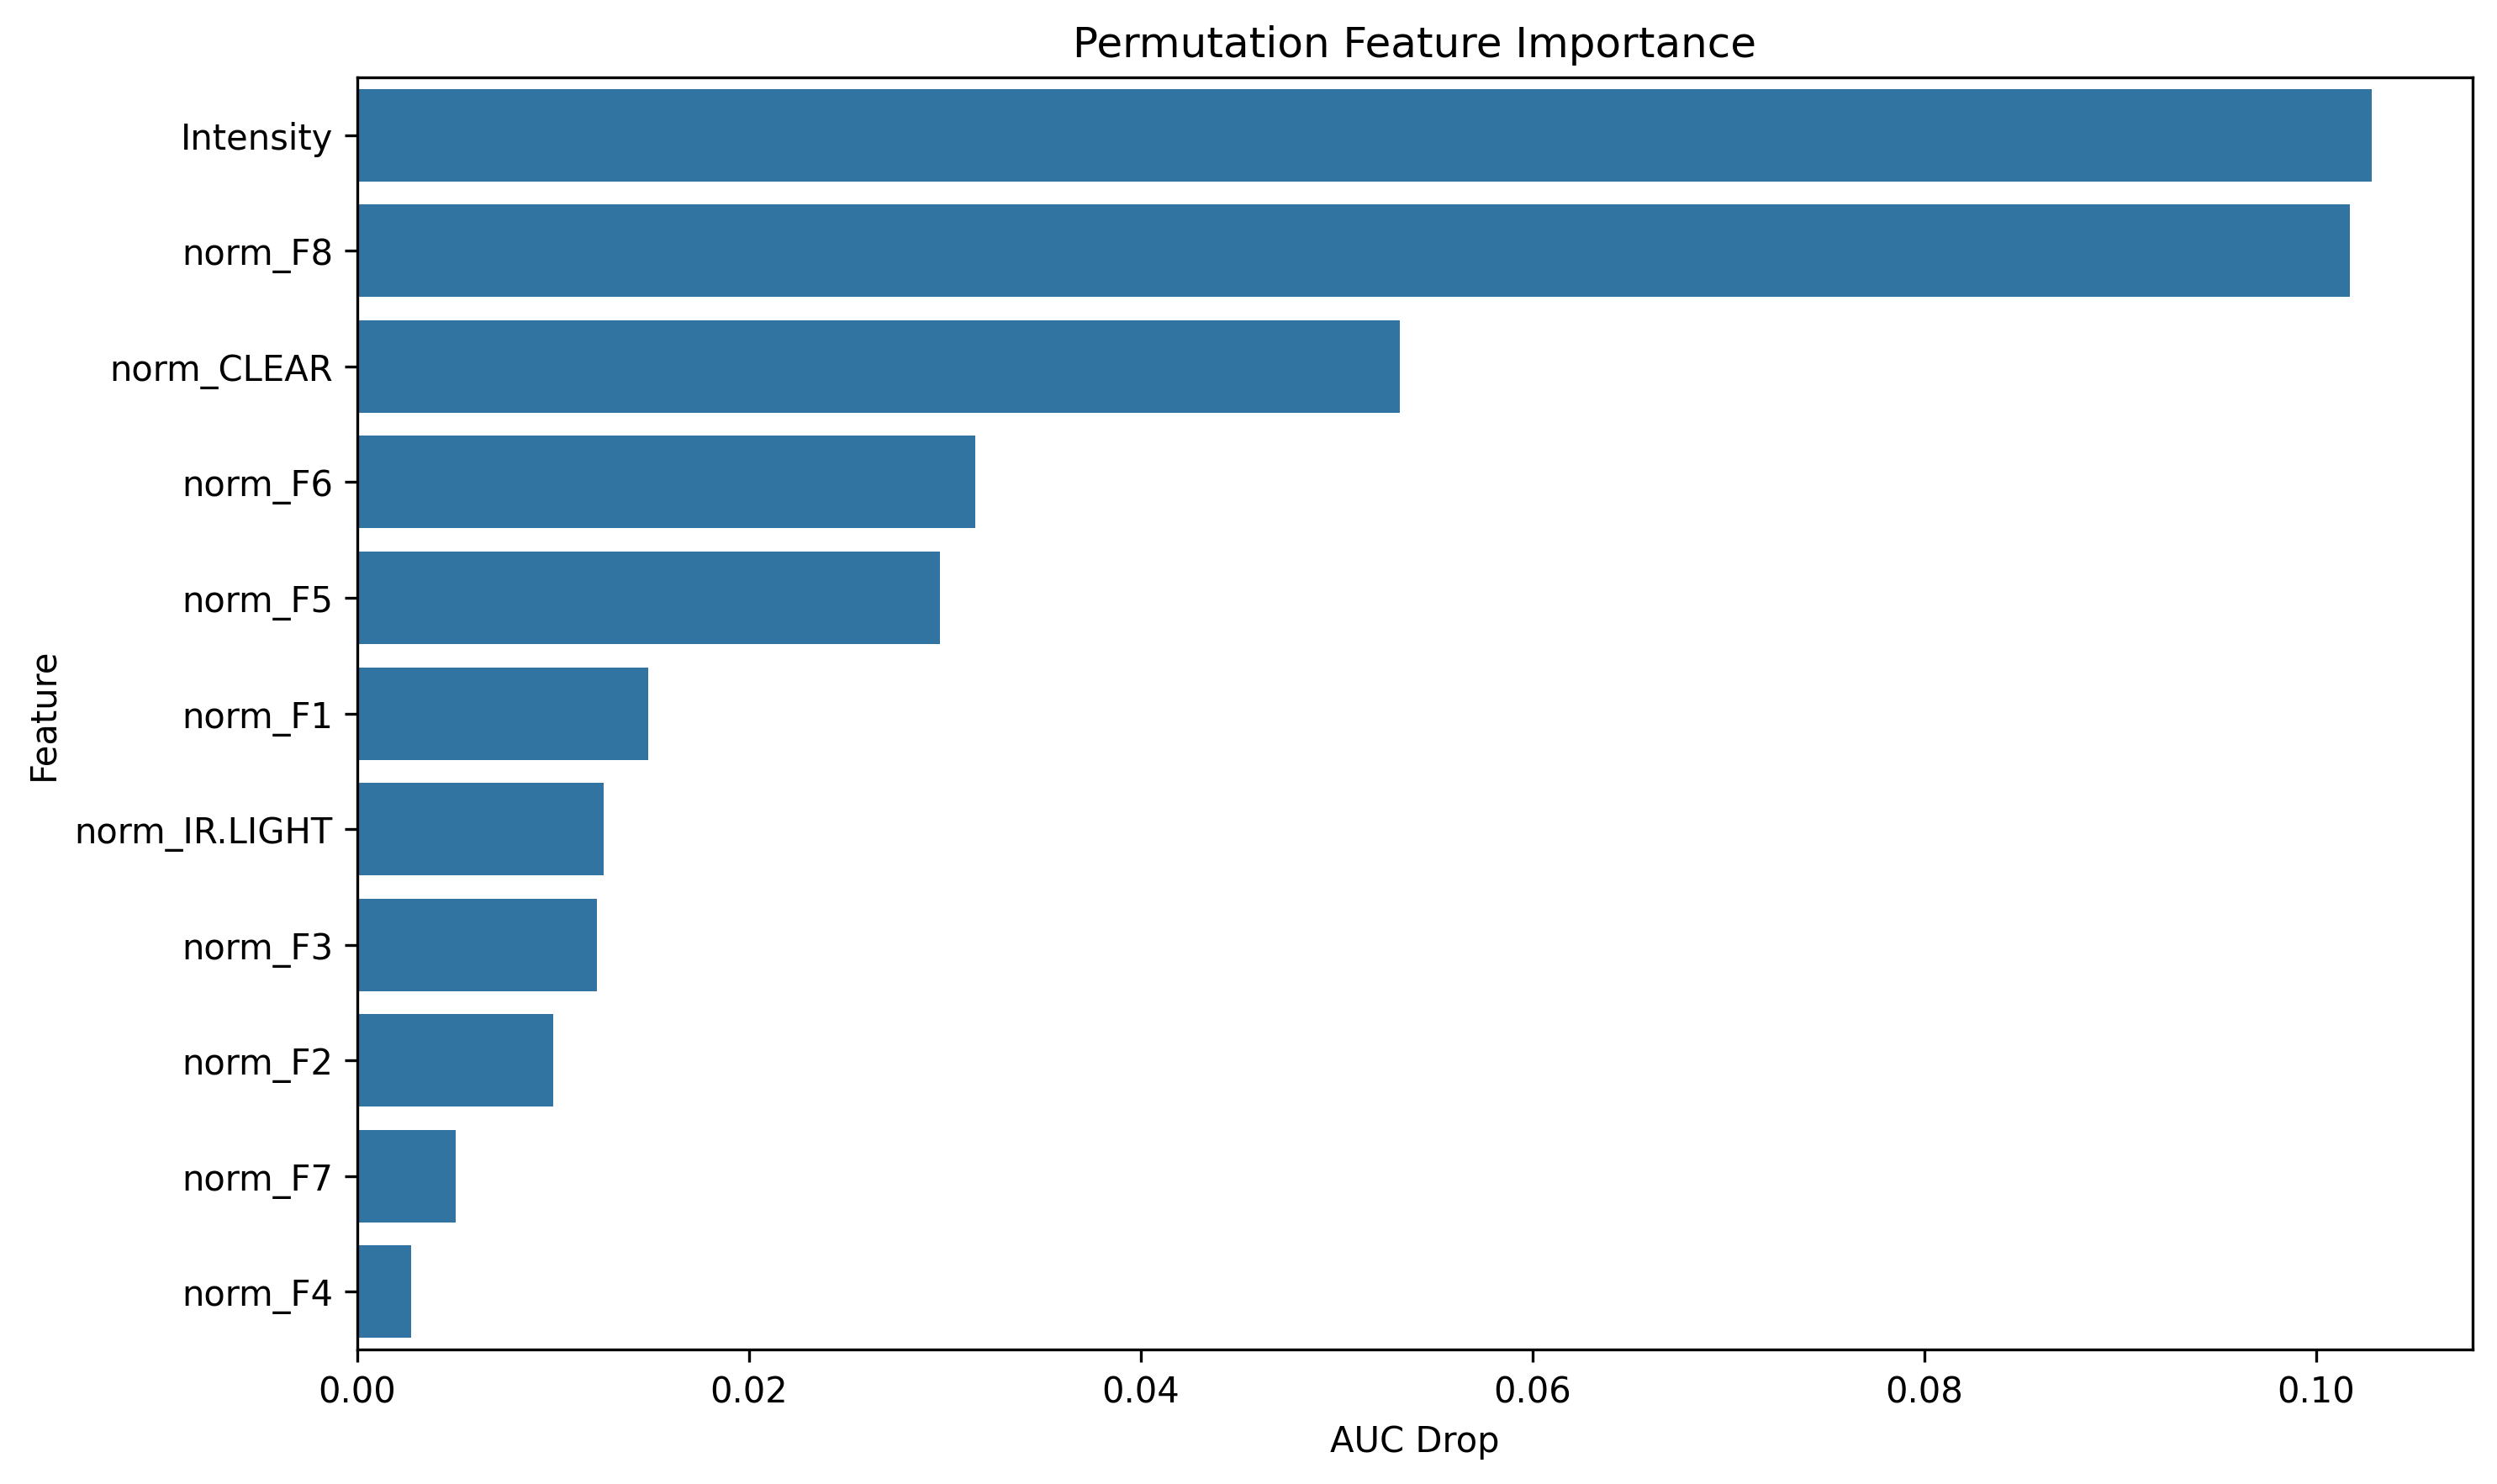 Permutation Feature Importance
Feature
Intensity
norm_F8
norm_CLEAR
norm_F6
norm_F5
norm_F1
norm_IR.LIGHT
norm_F3
norm_F2
norm_F7
norm_F4
0.00 0.02 0.04 0.06 0.08 0.10
AUC Drop